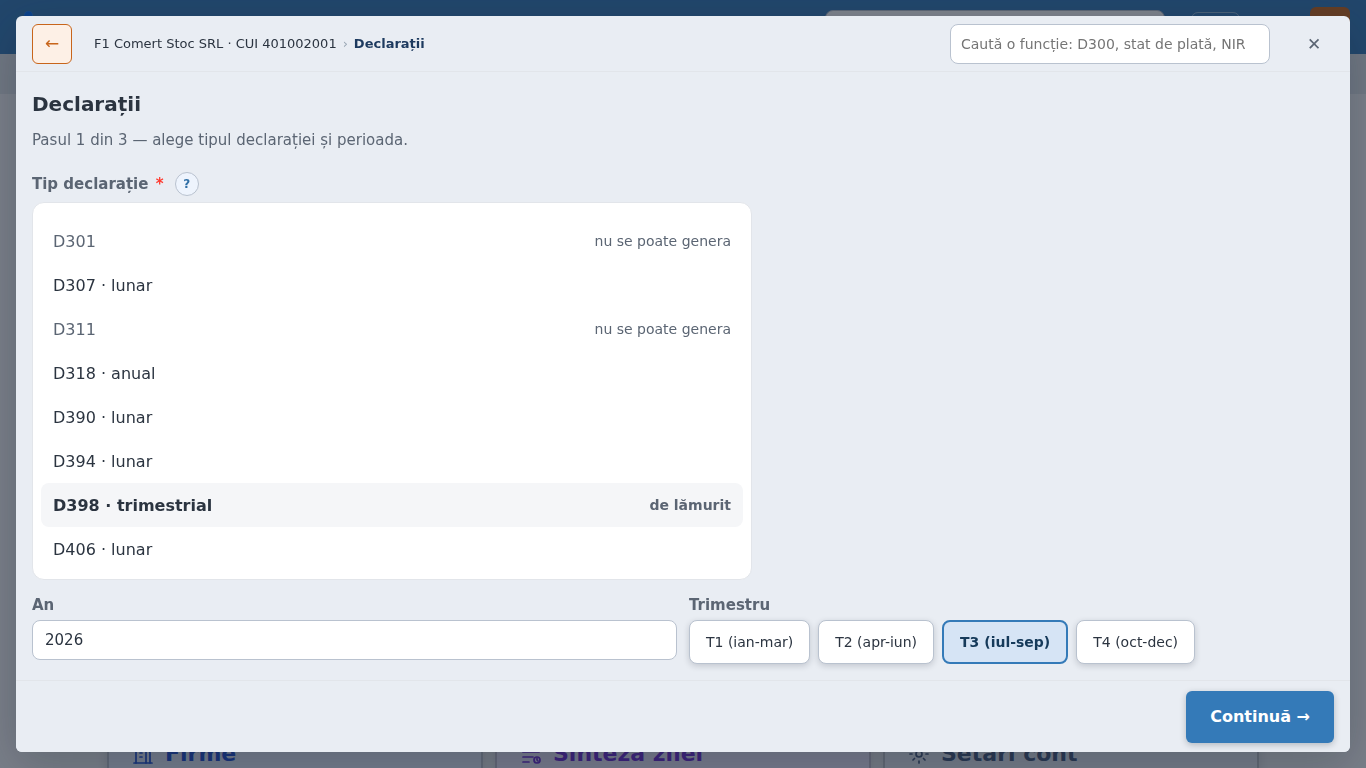 ← F1 Comert Stoc SRL · CUI 401002001 › Declarații Caută o funcție: D300, stat de plată, NIR ✕
Declarații
Pasul 1 din 3 — alege tipul declarației și perioada.
Tip declarație * ?
D301 nu se poate genera
D307 · lunar
D311 nu se poate genera
D318 · anual
D390 · lunar
D394 · lunar
D398 · trimestrial de lămurit
D406 · lunar
An Trimestru
2026 T1 (ian-mar) T2 (apr-iun) T3 (iul-sep) T4 (oct-dec)
Continuă →
Firme Sinteza zilei Setări cont